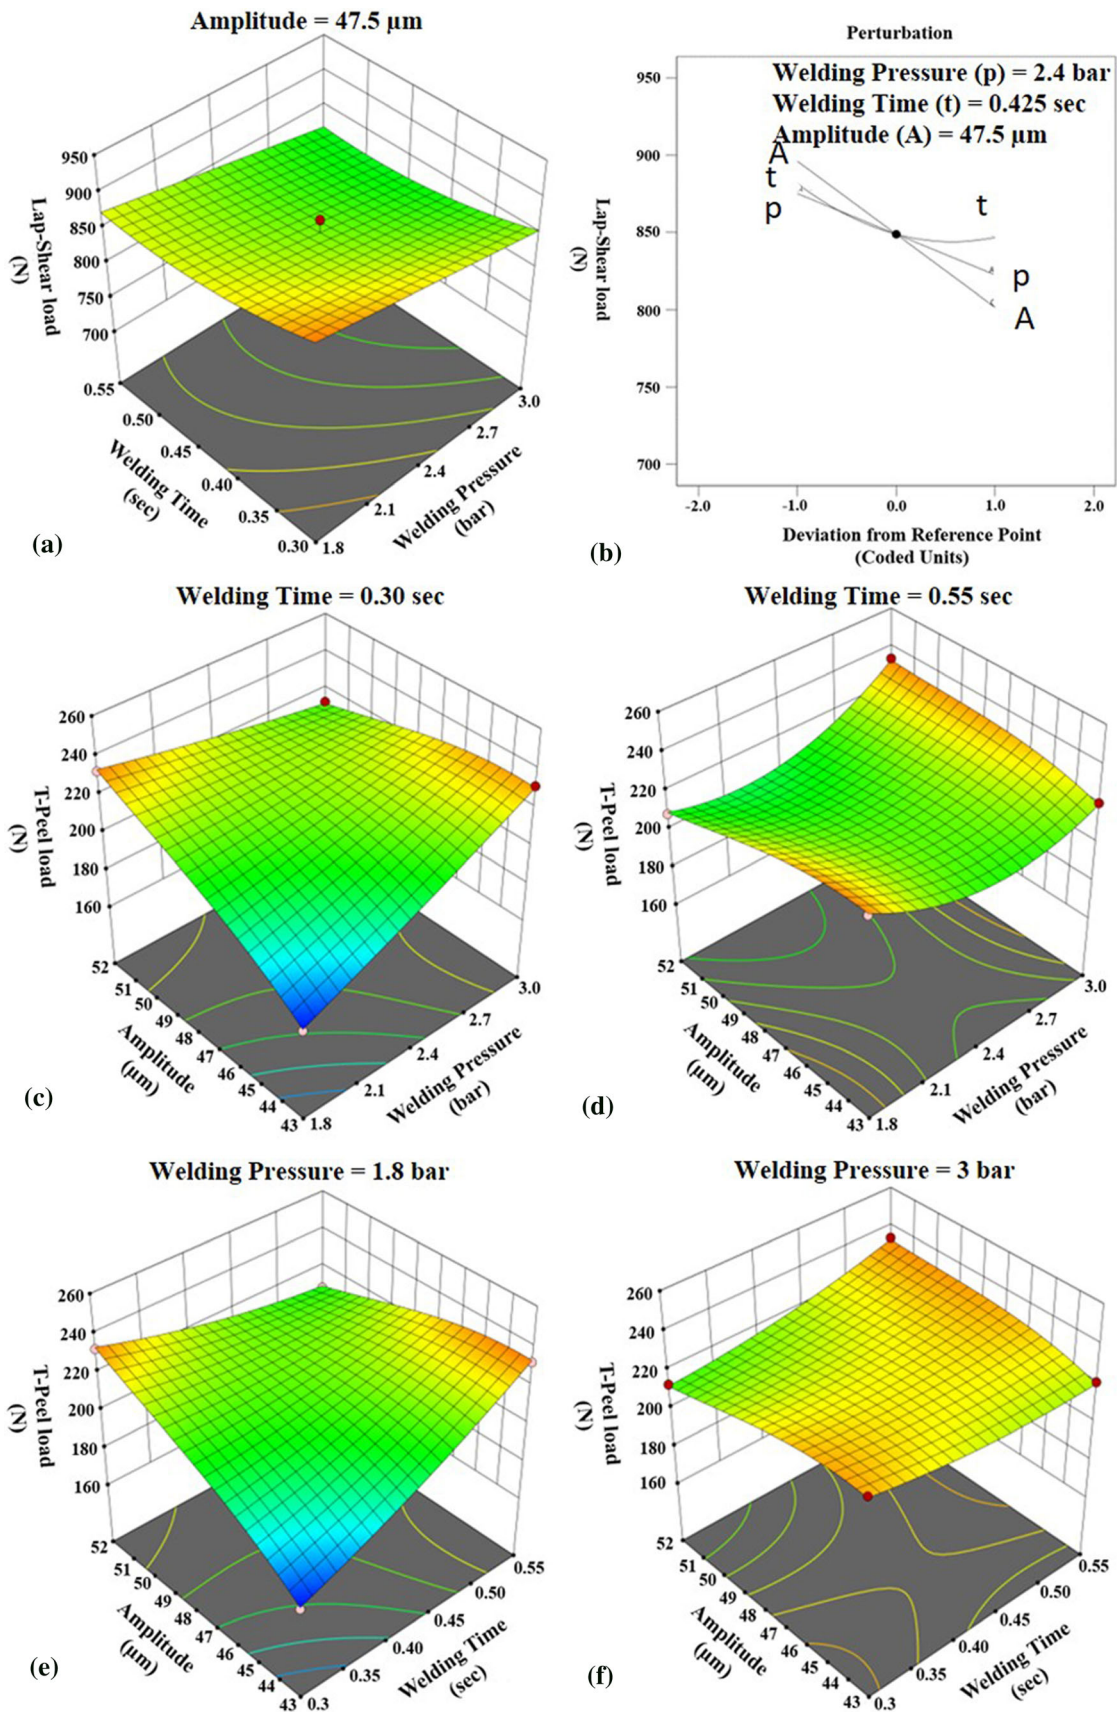 Amplitude = 47.5 µm
950
900
850
800
750
700
Lap-Shear load
(N)
0.55
0.50
0.45
0.40
0.35
0.30
Welding Time
(sec)
1.8
2.1
2.4
2.7
3.0
Welding Pressure
(bar)
(a)
Perturbation
Welding Pressure (p) = 2.4 bar
Welding Time (t) = 0.425 sec
Amplitude (A) = 47.5 µm
950
900
850
800
750
700
Lap-Shear load
(N)
A
t
p
t
p
A
-2.0
-1.0
0.0
1.0
2.0
Deviation from Reference Point
(Coded Units)
(b)
Welding Time = 0.30 sec
260
240
220
200
180
160
T-Peel load
(N)
52
51
50
49
48
47
46
45
44
43
Amplitude
(µm)
1.8
2.1
2.4
2.7
3.0
Welding Pressure
(bar)
(c)
Welding Time = 0.55 sec
260
240
220
200
180
160
T-Peel load
(N)
52
51
50
49
48
47
46
45
44
43
Amplitude
(µm)
1.8
2.1
2.4
2.7
3.0
Welding Pressure
(bar)
(d)
Welding Pressure = 1.8 bar
260
240
220
200
180
160
T-Peel load
(N)
52
51
50
49
48
47
46
45
44
43
Amplitude
(µm)
0.3
0.35
0.40
0.45
0.50
0.55
Welding Time
(sec)
(e)
Welding Pressure = 3 bar
260
240
220
200
180
160
T-Peel load
(N)
52
51
50
49
48
47
46
45
44
43
Amplitude
(µm)
0.3
0.35
0.40
0.45
0.50
0.55
Welding Time
(sec)
(f)